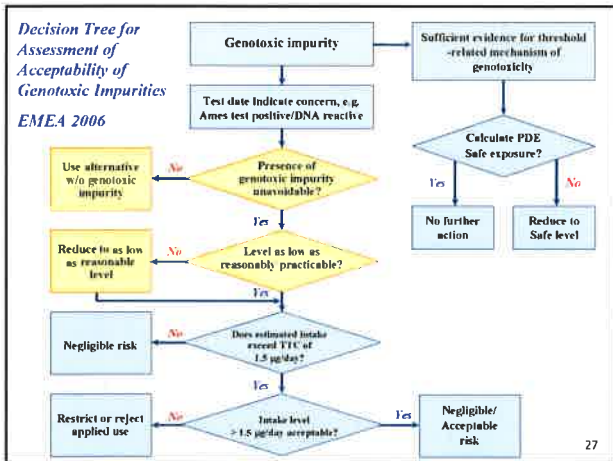 Decision Tree for
Assessment of
Acceptability of
Genotoxic Impurities
EMEA 2006
Genotoxic impurity
Sufficient evidence for threshold
-related mechanism of
genotoxicity
Test date Indicate concern, e.g.
Ames test positive/DNA reactive
Calculate PDE
Safe exposure?
Use alternative
w/o genotoxic
impurity
No
Presence of
genotoxic impurity
unavoidable?
Yes
No
No further
action
Reduce to
Safe level
Yes
Reduce to as low
as reasonable
level
No
Level as low as
reasonably practicable?
Yes
Negligible risk
No
Does estimated intake
exceed TTC of
1.5 µg/day?
Yes
Restrict or reject
applied use
No
Intake level
> 1.5 µg/day acceptable?
Yes
Negligible/
Acceptable
risk
27